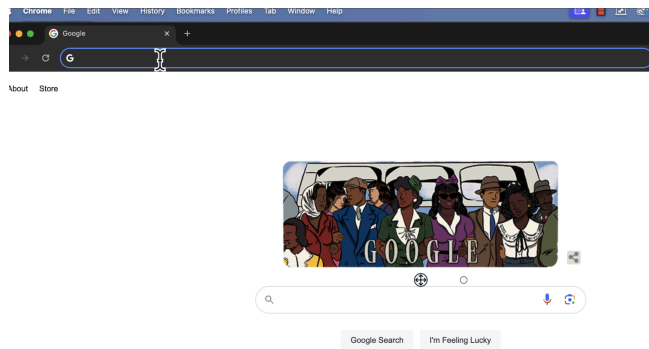 Chrome File Edit View History Bookmarks Profiles Tab Window Help
Google
G
About Store
GOOGLE
Google Search I'm Feeling Lucky